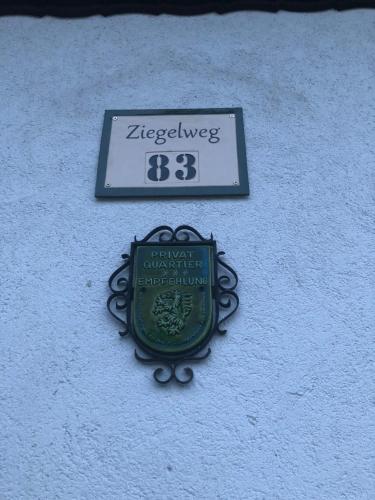 Ziegelweg
83
PRIVAT
QUARTIER
EMPFEHLUNG